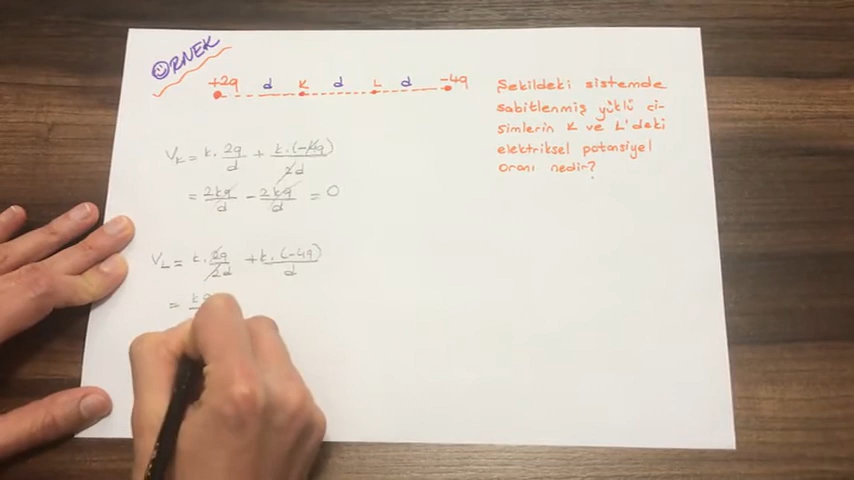 ÖRNEK
+2q d K d L d -4q
Şekildeki sistemde
sabitlenmiş yüklü ci-
simlerin K ve L'deki
elektriksel potansiyel
oranı nedir?
V_K = k. 2q/d + k.(-4q)/2d
= 2kq/d - 2kq/d = 0
V_L = k. 2q/2d + k.(-4q)/d
= kq